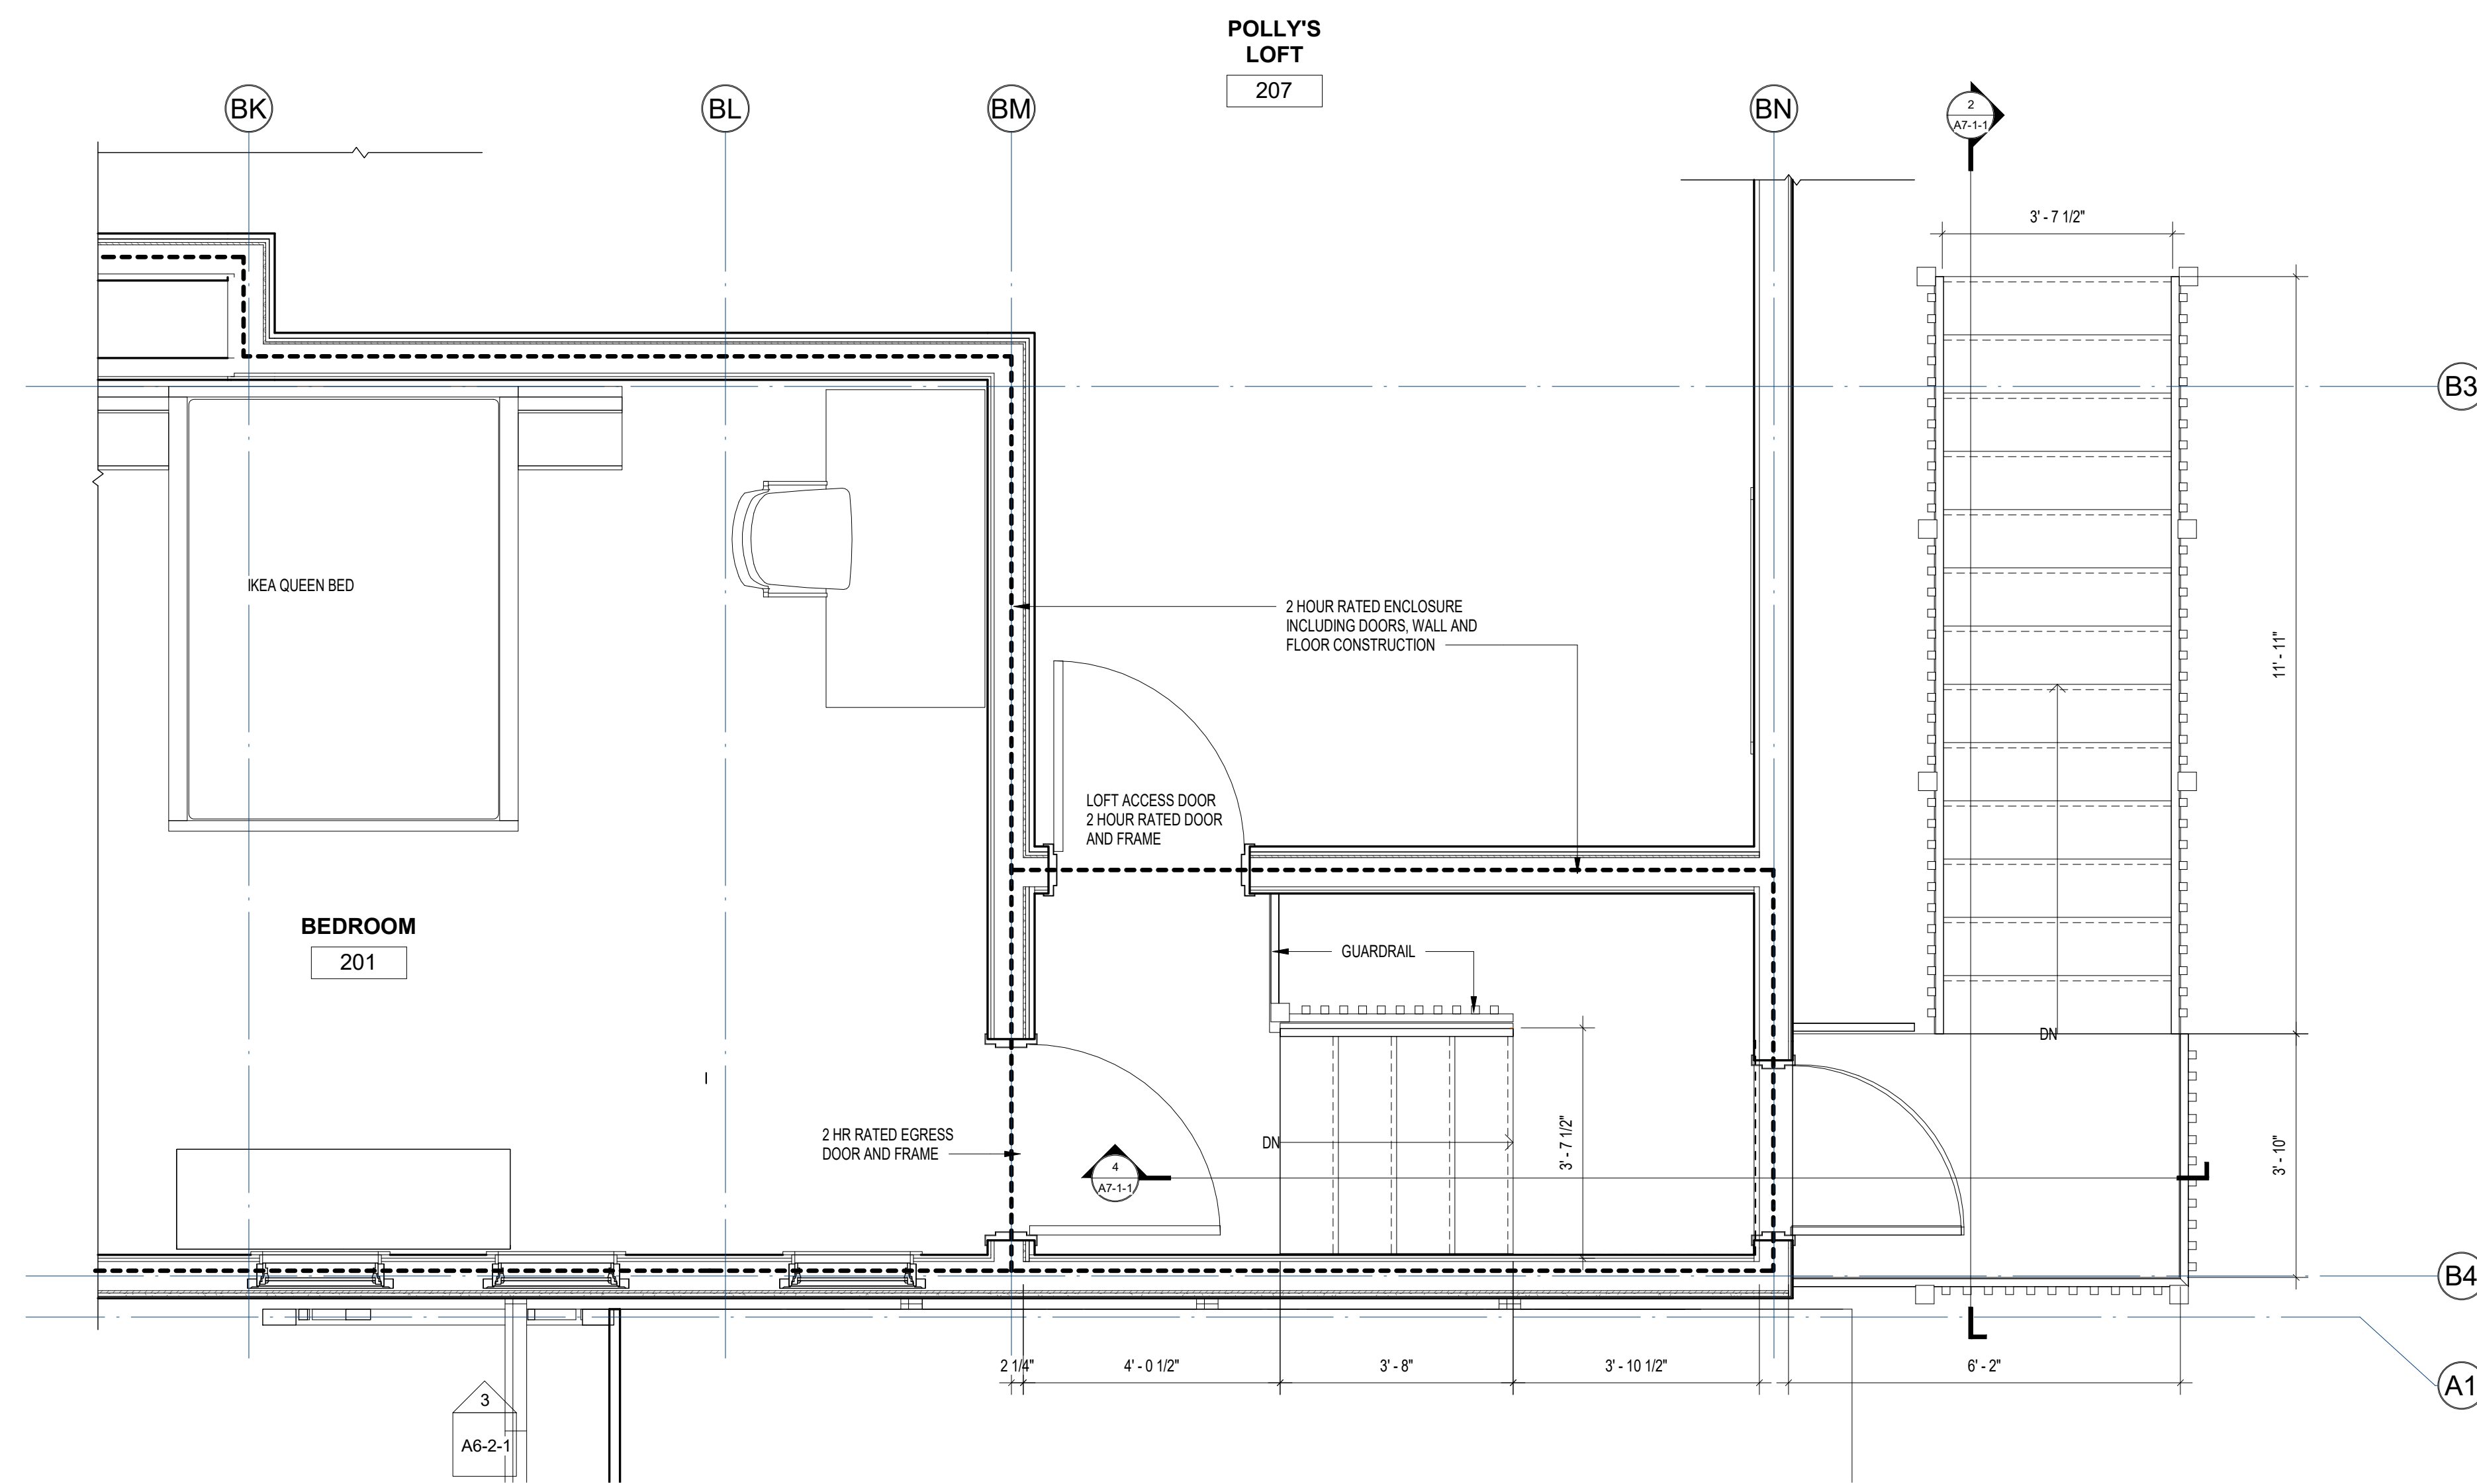 POLLY'S
LOFT
207
BK
BL
BM
BN
2
A7-1-1
3' - 7 1/2"
B3
IKEA QUEEN BED
2 HOUR RATED ENCLOSURE
INCLUDING DOORS, WALL AND
FLOOR CONSTRUCTION
11' - 11"
LOFT ACCESS DOOR
2 HOUR RATED DOOR
AND FRAME
BEDROOM
201
GUARDRAIL
DN
2 HR RATED EGRESS
DOOR AND FRAME
4
A7-1-1
DN
3' - 7 1/2"
3' - 10"
B4
2 1/4"
4' - 0 1/2"
3' - 8"
3' - 10 1/2"
6' - 2"
A1
3
A6-2-1